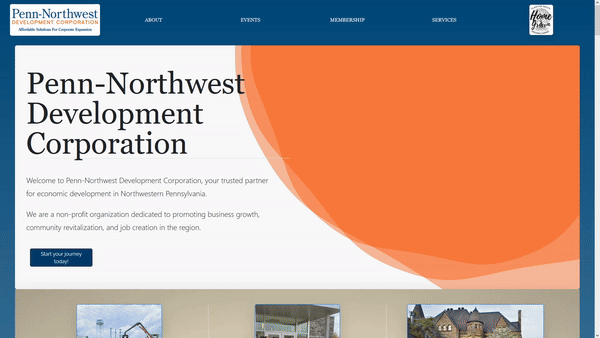 Penn-Northwest
DEVELOPMENT CORPORATION
Affordable Solutions For Corporate Expansion
ABOUT
EVENTS
MEMBERSHIP
SERVICES
Home
Penn-Northwest
Development
Corporation
Welcome to Penn-Northwest Development Corporation, your trusted partner
for economic development in Northwestern Pennsylvania.
We are a non-profit organization dedicated to promoting business growth,
community revitalization, and job creation in the region.
Start your journey
today!